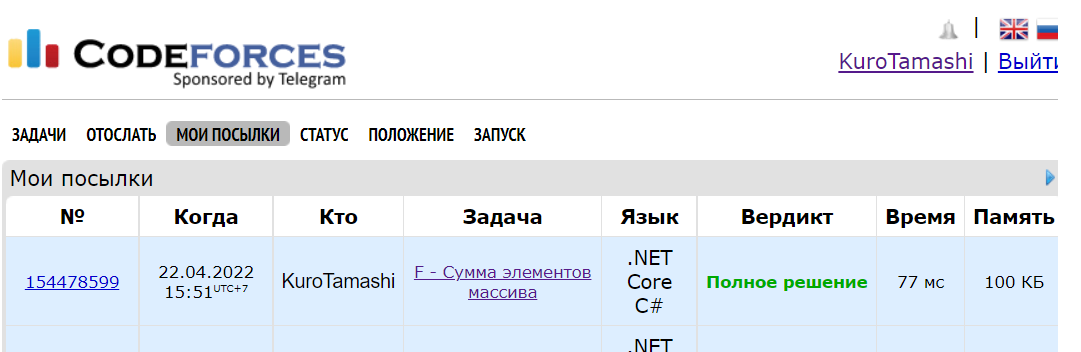 CODEFORCES
Sponsored by Telegram
|
KuroTamashi | Выйти
ЗАДАЧИ ОТОСЛАТЬ МОИ ПОСЫЛКИ СТАТУС ПОЛОЖЕНИЕ ЗАПУСК
Мои посылки
№ Когда Кто Задача Язык Вердикт Время Память
154478599 22.04.2022 15:51 UTC+7 KuroTamashi F - Сумма элементов массива .NET Core C# Полное решение 77 мс 100 КБ
.NET